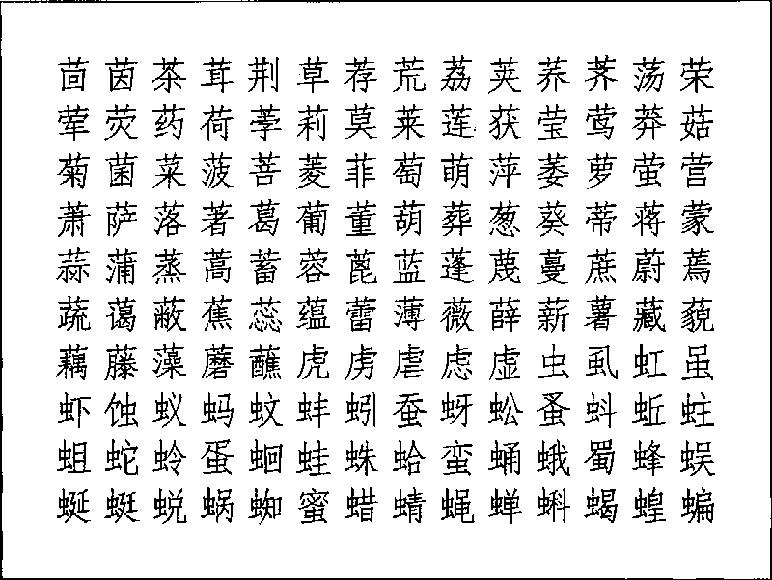 茴茵茶茸荆草荐荒荔荚荞荠荡荣
荤荧药荷荸莉莫莱莲获莹莺莽菇
菊菌菜菠菩菱菲萄萌萍萎萝萤营
萧萨落著葛葡董葫葬葱葵蒂蒋蒙
蒜蒲蒸蒿蓄蓉蓖蓝蓬蔑蔓蔗蔚蔫
蔬蔼蔽蕉蕊蕴蕾薄薇薛薪薯藏藐
藕藤藻蘑蘸虎虏虐虑虚虫虱虹虽
虾蚀蚁蚂蚊蚌蚓蚕蚜蚣蚤蚪蚯蛀
蛆蛇蛉蛋蛔蛙蛛蛤蛮蛹蛾蜀蜂蜈
蜒蜓蜕蜗蜘蜜蜡蜻蝇蝉蝌蝎蝗蝙